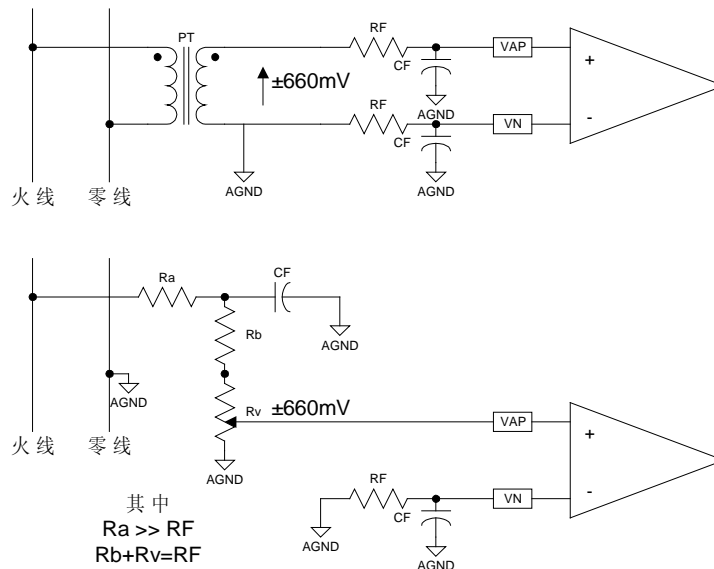 PT
RF
CF
VAP
+
±660mV
AGND
RF
CF
VN
-
AGND
AGND
火线
零线
Ra
CF
Rb
AGND
AGND
Rv
±660mV
VAP
+
火线
零线
AGND
RF
CF
VN
-
其中
Ra >> RF
Rb+Rv=RF
AGND
AGND